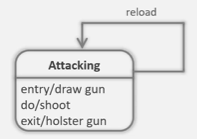 reload
Attacking
entry/draw gun
do/shoot
exit/holster gun